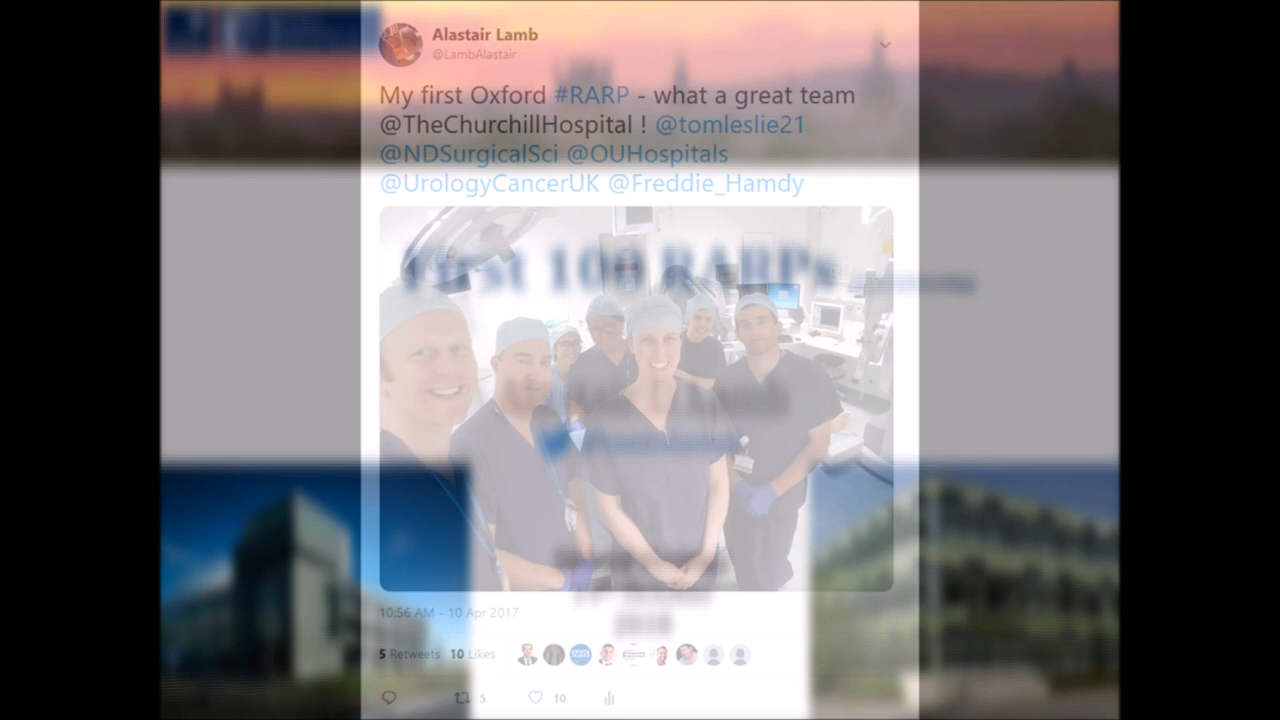 Alastair Lamb
@LambAlastair
My first Oxford #RARP - what a great team
@TheChurchillHospital ! @tomleslie21
@NDSurgicalSci @OUHospitals
@UrologyCancerUK @Freddie_Hamdy
First 100 RARPs
10:56 AM - 10 Apr 2017
5 Retweets 10 Likes
NHS
5 10